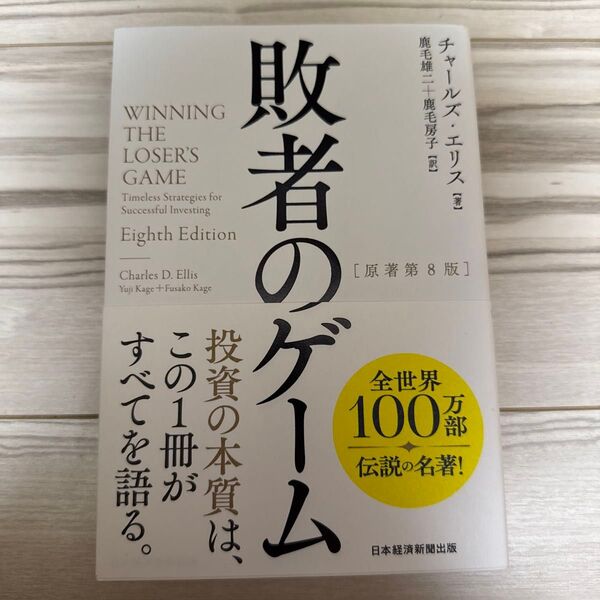 敗者のゲーム
チャールズ・エリス[著]
鹿毛雄二＋鹿毛房子[訳]
[原著第8版]
WINNING
THE
LOSER'S
GAME
Timeless Strategies for
Successful Investing
Eighth Edition
Charles D. Ellis
Yuji Kage＋Fusako Kage
投資の本質は、
この1冊が
すべてを語る。
全世界
100万部
伝説の名著!
日本経済新聞出版